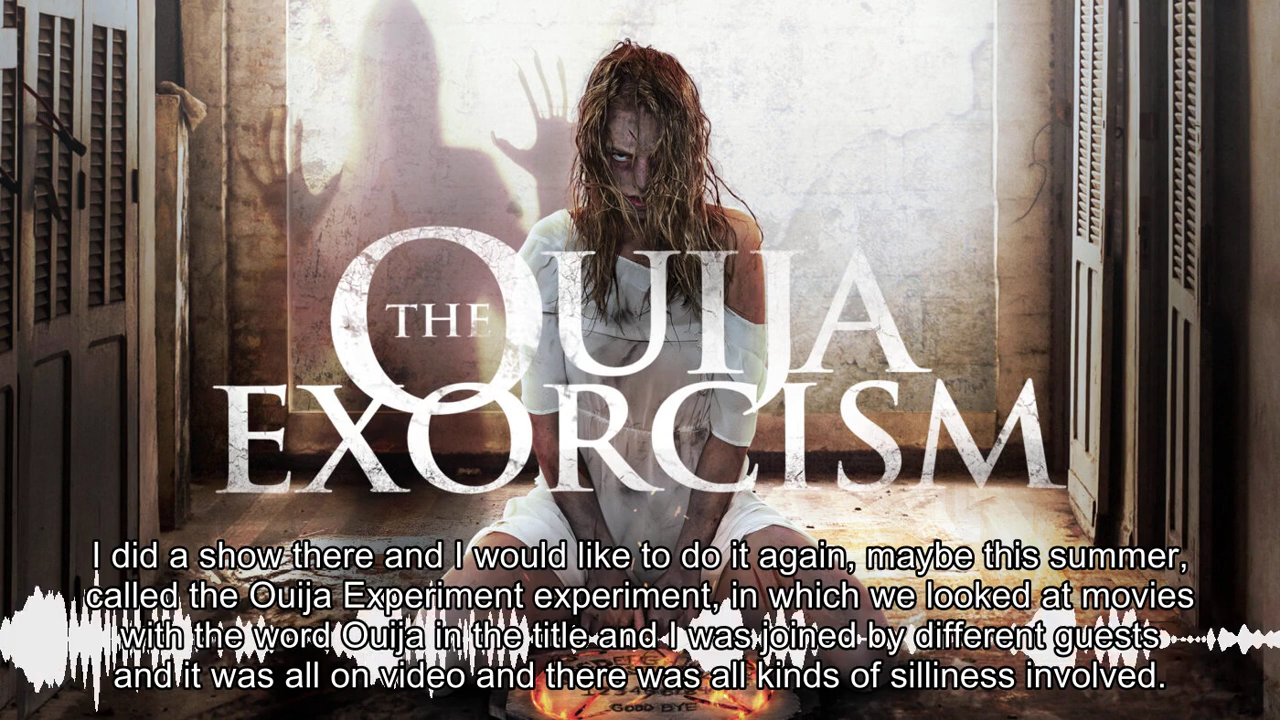 THE OUIJA
EXORCISM
I did a show there and I would like to do it again, maybe this summer,
called the Ouija Experiment experiment, in which we looked at movies
with the word Ouija in the title and I was joined by different guests
and it was all on video and there was all kinds of silliness involved.
GOOD BYE